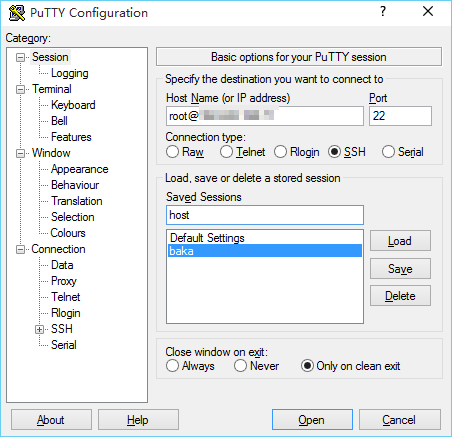 PuTTY Configuration
Category:
Session
Logging
Terminal
Keyboard
Bell
Features
Window
Appearance
Behaviour
Translation
Selection
Colours
Connection
Data
Proxy
Telnet
Rlogin
SSH
Serial
Basic options for your PuTTY session
Specify the destination you want to connect to
Host Name (or IP address) Port
root@ 22
Connection type:
Raw Telnet Rlogin SSH Serial
Load, save or delete a stored session
Saved Sessions
host
Default Settings
baka
Load
Save
Delete
Close window on exit:
Always Never Only on clean exit
About Help Open Cancel